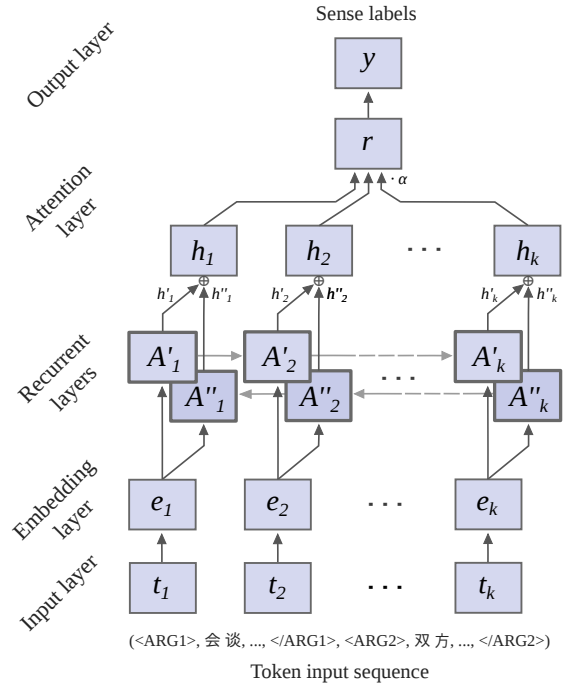 Sense labels
Output layer
y
r
· α
Attention
layer
h1 h2 ... hk
⊕ ⊕ ⊕
h'1 h''1 h'2 h''2 h'k h''k
Recurrent
layers
A'1 A'2 A'k
...
A''1 A''2 A''k
Embedding
layer
e1 e2 ... ek
Input layer
t1 t2 ... tk
(<ARG1>, 会 谈, ..., </ARG1>, <ARG2>, 双 方, ..., </ARG2>)
Token input sequence